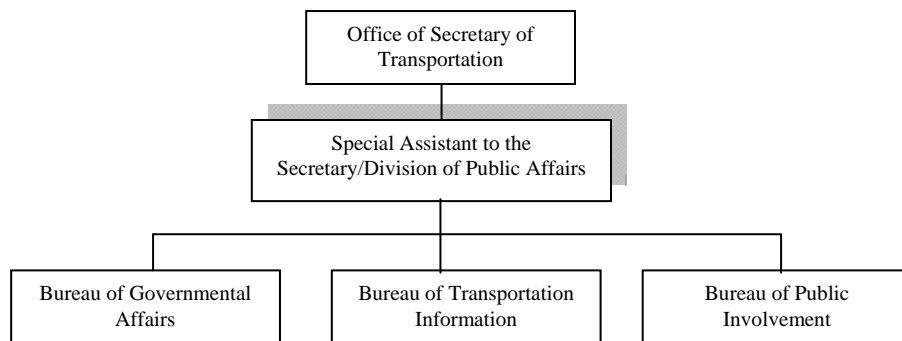 Office of Secretary of
Transportation
Special Assistant to the
Secretary/Division of Public Affairs
Bureau of Governmental
Affairs
Bureau of Transportation
Information
Bureau of Public
Involvement